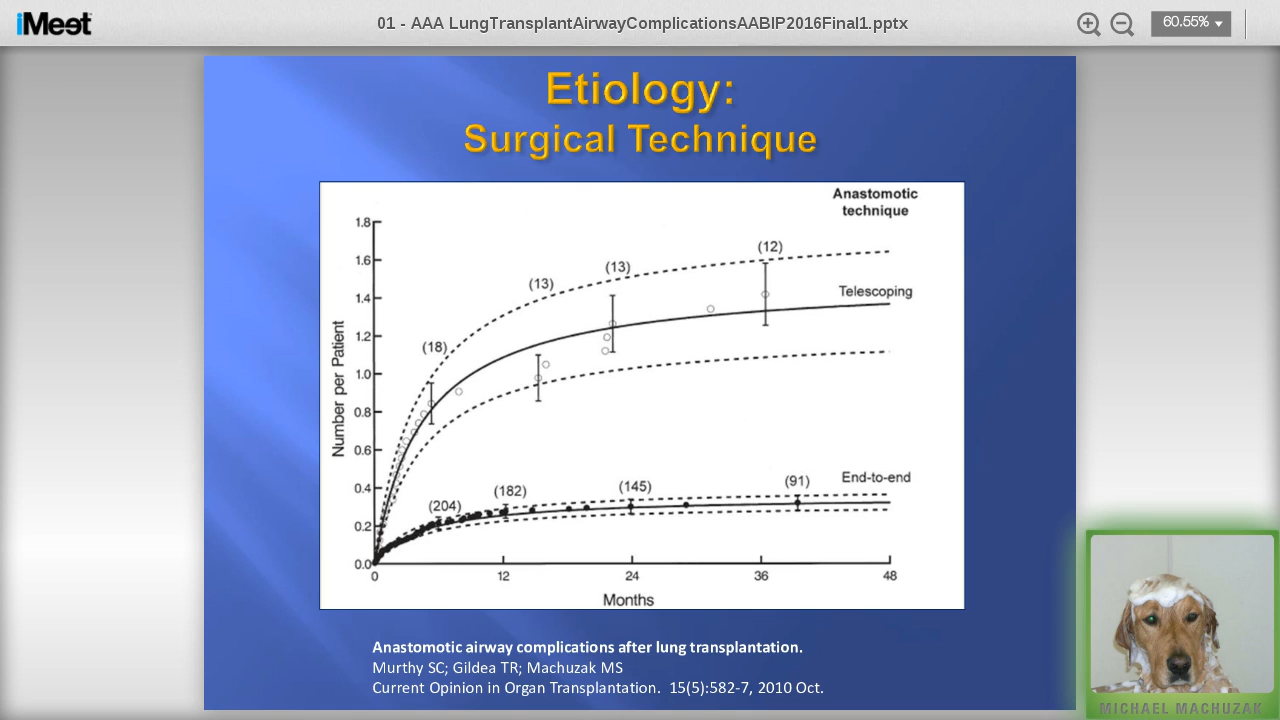 iMeet
01 - AAA LungTransplantAirwayComplicationsAABIP2016Final1.pptx
60.55%
Etiology:
Surgical Technique
Anastomotic
technique
1.8
1.6
1.4
1.2
1.0
0.8
0.6
0.4
0.2
0.0
Number per Patient
(18)
(13)
(13)
(12)
Telescoping
(204)
(182)
(145)
(91)
End-to-end
0
12
24
36
48
Months
Anastomotic airway complications after lung transplantation.
Murthy SC; Gildea TR; Machuzak MS
Current Opinion in Organ Transplantation.  15(5):582-7, 2010 Oct.
MICHAEL MACHUZAK